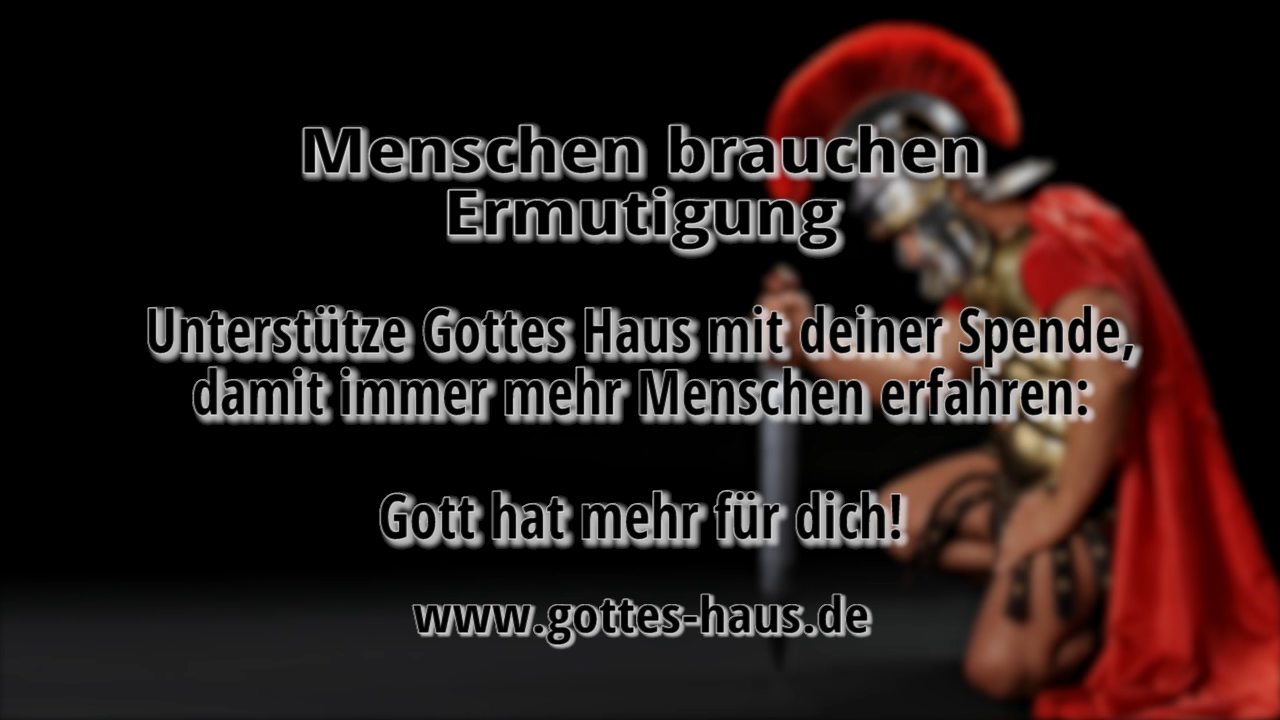 Menschen brauchen
Ermutigung
Unterstütze Gottes Haus mit deiner Spende,
damit immer mehr Menschen erfahren:
Gott hat mehr für dich!
www.gottes-haus.de